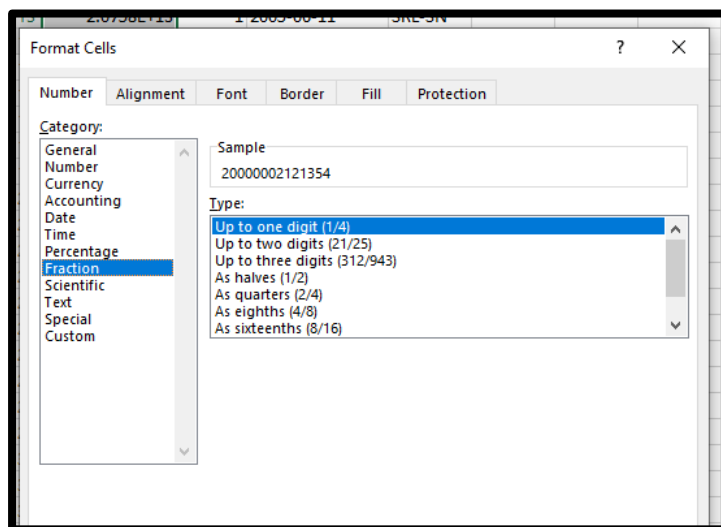 Format Cells ? ×
Number Alignment Font Border Fill Protection
Category:
General
Number
Currency
Accounting
Date
Time
Percentage
Fraction
Scientific
Text
Special
Custom
Sample
20000002121354
Type:
Up to one digit (1/4)
Up to two digits (21/25)
Up to three digits (312/943)
As halves (1/2)
As quarters (2/4)
As eighths (4/8)
As sixteenths (8/16)